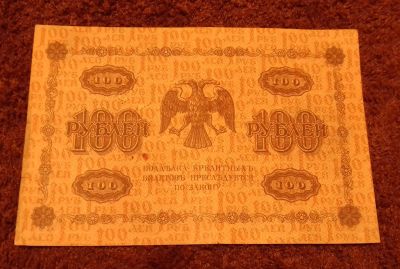 100 100
100 РУБЛЕЙ 100 РУБЛЕЙ
ПОДДѢЛКА КРЕДИТНЫХЪ
БИЛЕТОВЪ ПРЕСЛѢДУЕТСЯ
ПО ЗАКОНУ
100 100